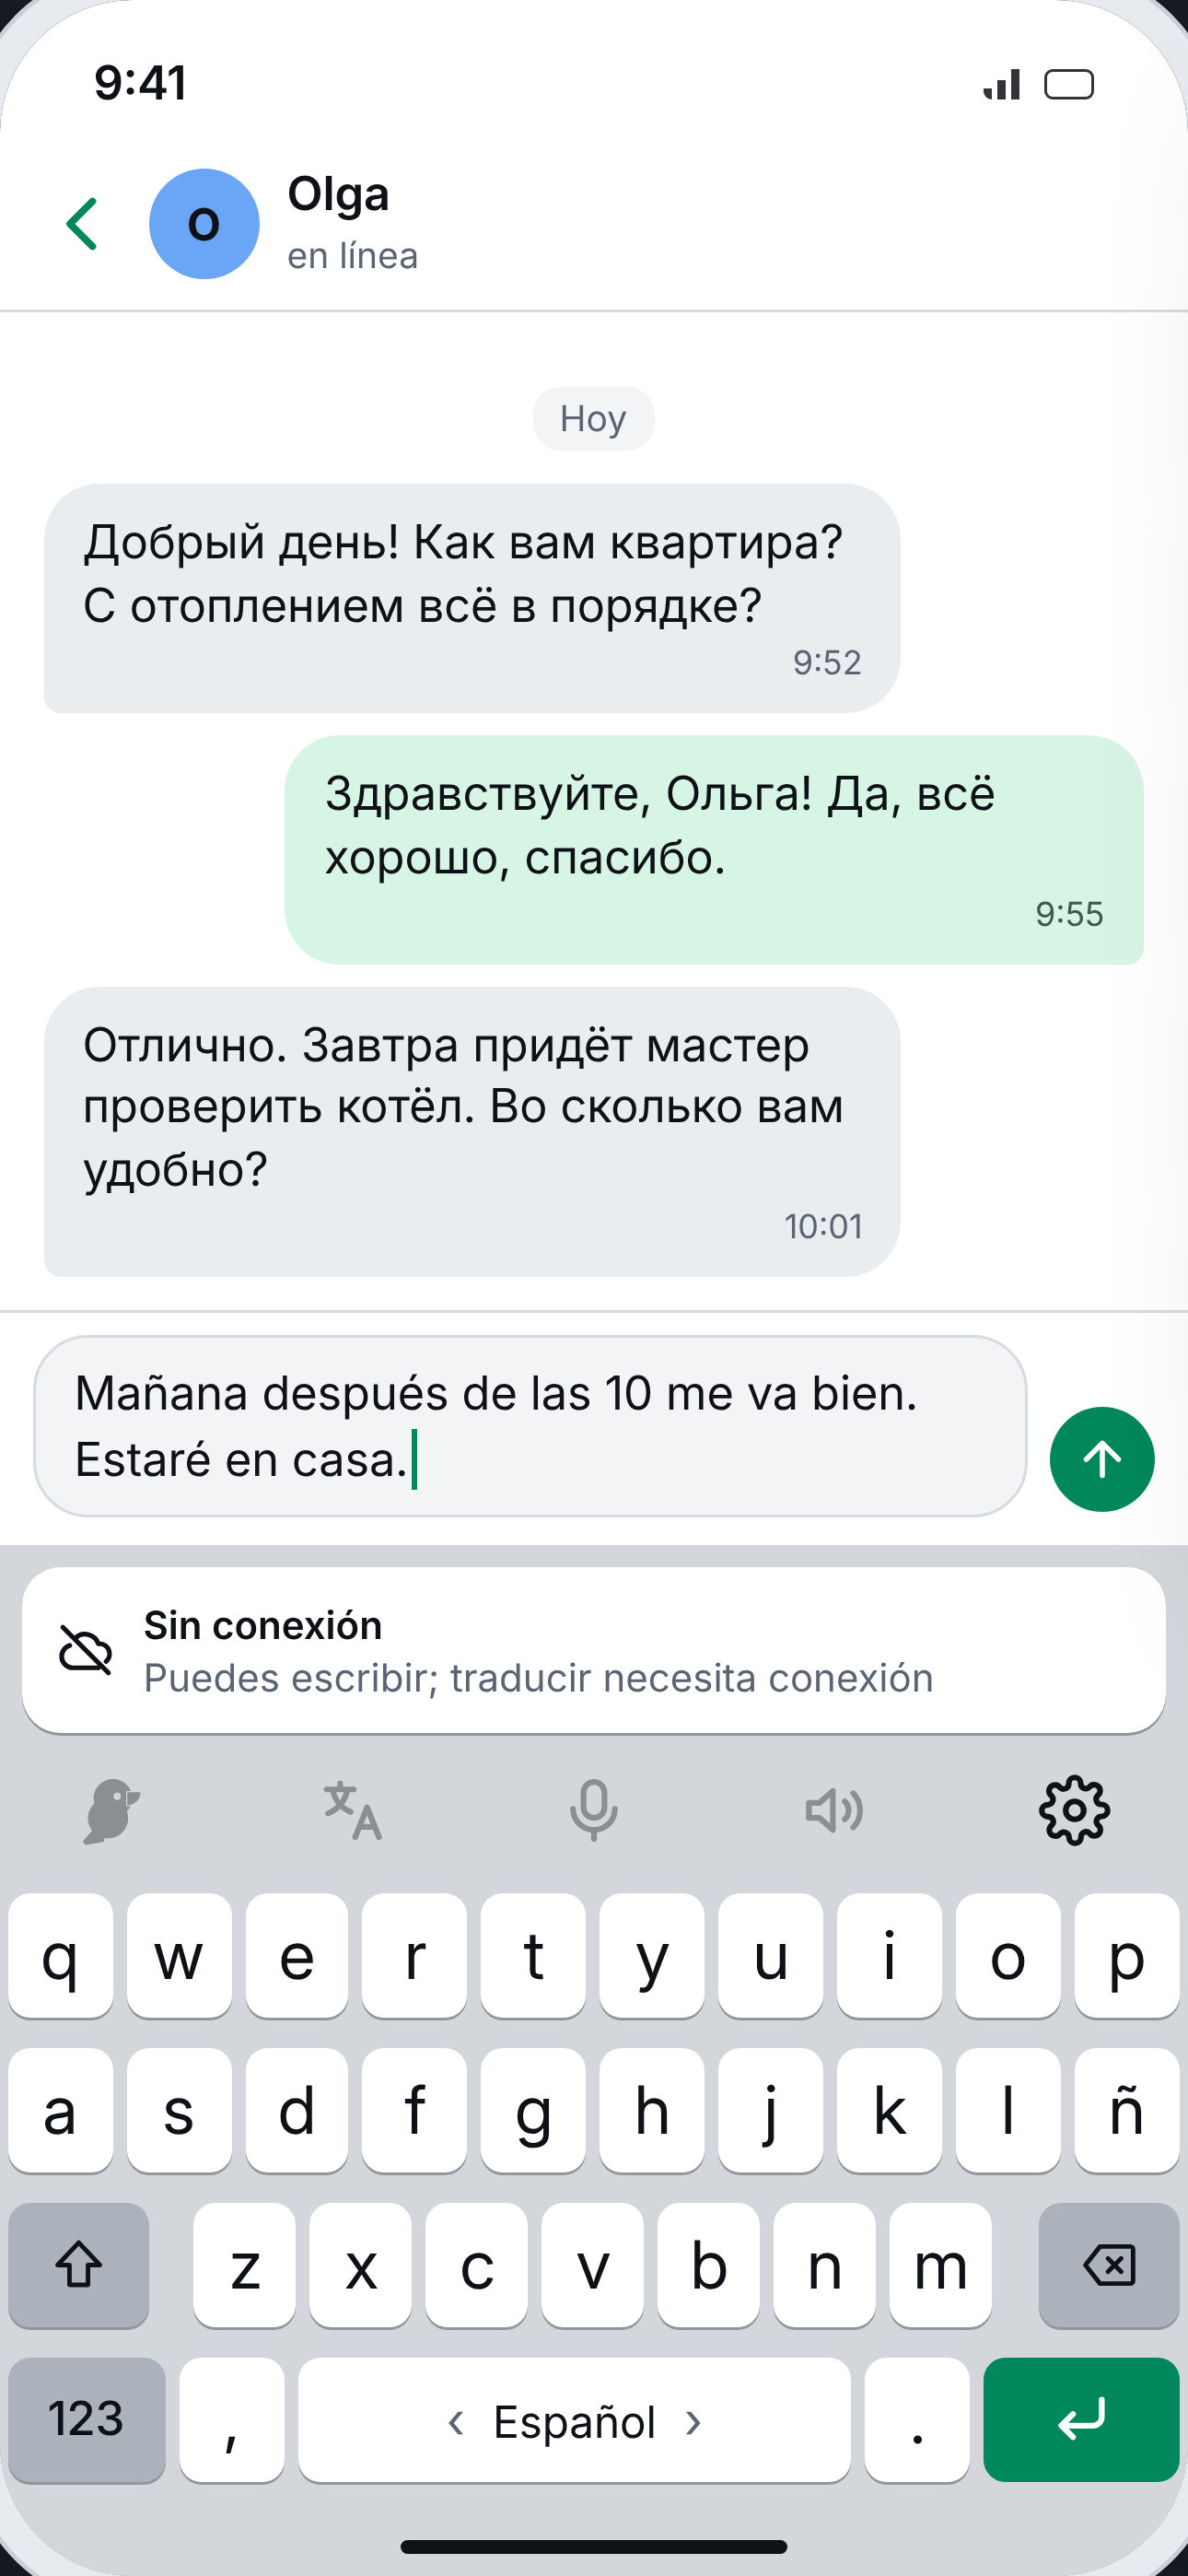 9:41
O
Olga
en línea
Hoy
Добрый день! Как вам квартира?
С отоплением всё в порядке?
9:52
Здравствуйте, Ольга! Да, всё
хорошо, спасибо.
9:55
Отлично. Завтра придёт мастер
проверить котёл. Во сколько вам
удобно?
10:01
Mañana después de las 10 me va bien.
Estaré en casa.
Sin conexión
Puedes escribir; traducir necesita conexión
q w e r t y u i o p
a s d f g h j k l ñ
z x c v b n m
123 , ‹ Español › .